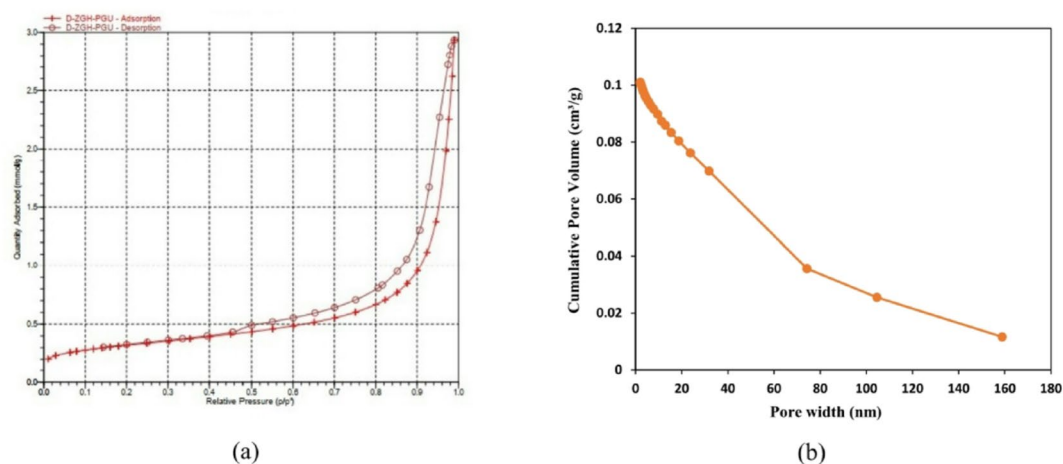 D-ZGH-PGU - Adsorption
D-ZGH-PGU - Desorption
3.0
2.5
2.0
1.5
1.0
0.5
0.0
Quantity Adsorbed (mmol/g)
0.0 0.1 0.2 0.3 0.4 0.5 0.6 0.7 0.8 0.9 1.0
Relative Pressure (p/p°)
(a)
0.12
0.1
0.08
0.06
0.04
0.02
0
Cumulative Pore Volume (cm³/g)
0 20 40 60 80 100 120 140 160 180
Pore width (nm)
(b)